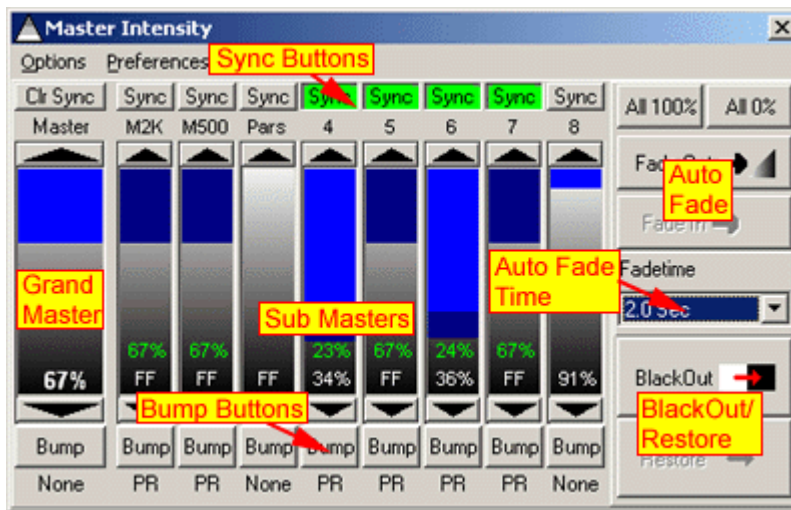 Master Intensity
Options Preferences
Sync Buttons
Clr Sync Sync Sync Sync Sync Sync Sync Sync Sync
Master M2K M500 Pars 4 5 6 7 8
All 100% All 0%
Auto
Fade
Fade In
Grand
Master
Auto Fade
Time
Fadetime
2.0 Sec
Sub Masters
67% 67% 23% 67% 24% 67%
67% FF FF FF 34% FF 36% FF 91%
BlackOut
Bump Buttons
BlackOut/
Restore
Bump Bump Bump Bump Bump Bump Bump Bump Bump
Restore
None PR PR None PR PR PR PR None